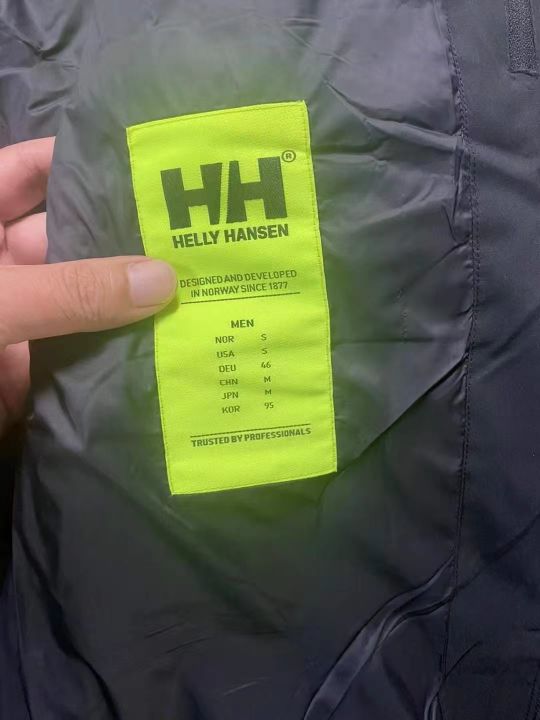 HH®
HELLY HANSEN
DESIGNED AND DEVELOPED
IN NORWAY SINCE 1877
MEN
NOR S
USA S
DEU 46
CHN M
JPN M
KOR 95
TRUSTED BY PROFESSIONALS